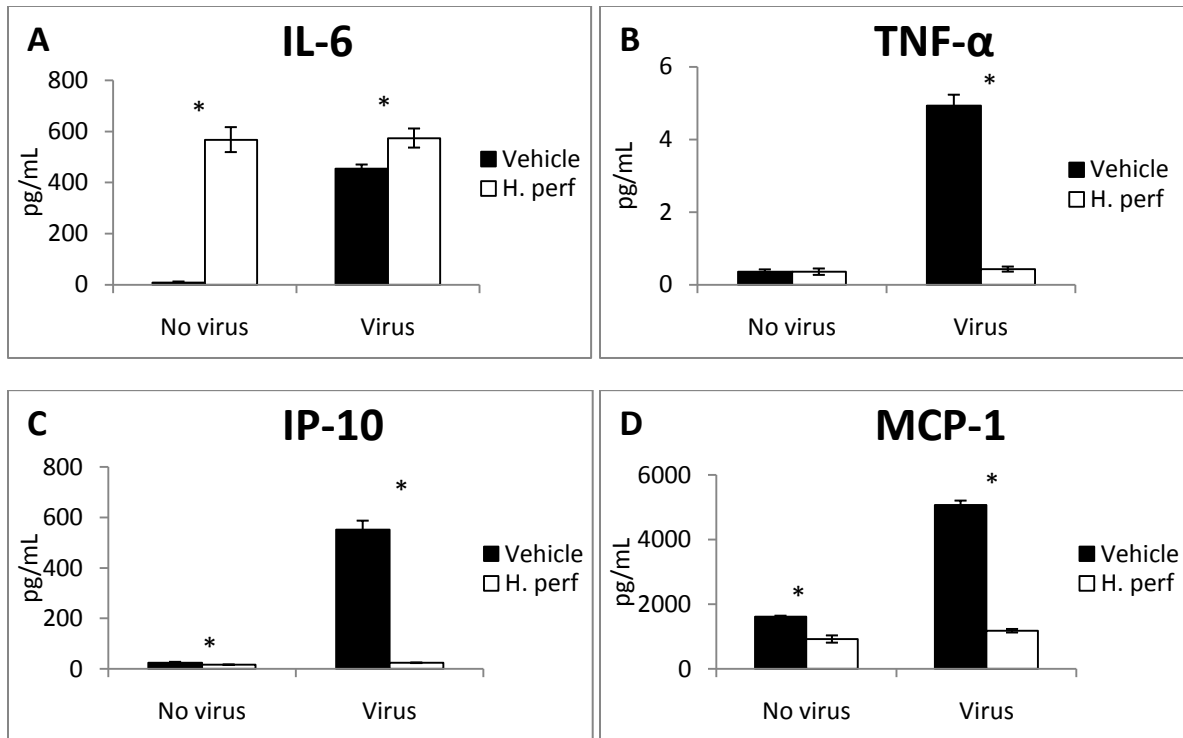 A
IL-6
800
600
400
200
0
pg/mL
*
*
No virus
Virus
Vehicle
H. perf
B
TNF-α
6
4
2
0
pg/mL
*
No virus
Virus
Vehicle
H. perf
C
IP-10
800
600
400
200
0
pg/mL
*
*
No virus
Virus
Vehicle
H. perf
D
MCP-1
6000
4000
2000
0
pg/mL
*
*
No virus
Virus
Vehicle
H. perf